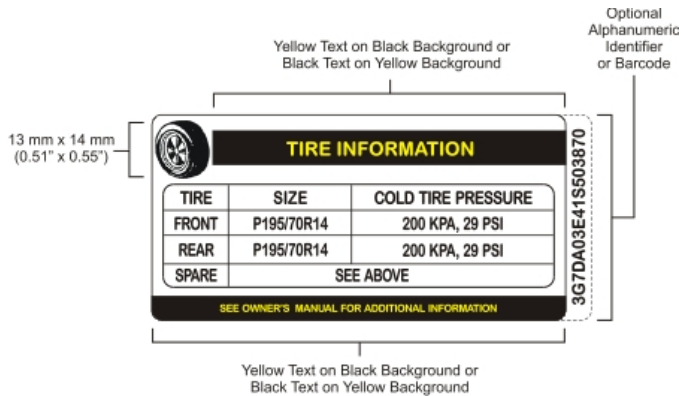 Optional
Alphanumeric
Identifier
or Barcode
Yellow Text on Black Background or
Black Text on Yellow Background
13 mm x 14 mm
(0.51" x 0.55")
TIRE INFORMATION
TIRE SIZE COLD TIRE PRESSURE
FRONT P195/70R14 200 KPA, 29 PSI
REAR P195/70R14 200 KPA, 29 PSI
SPARE SEE ABOVE
SEE OWNER'S MANUAL FOR ADDITIONAL INFORMATION
3G7DA03E41S503870
Yellow Text on Black Background or
Black Text on Yellow Background